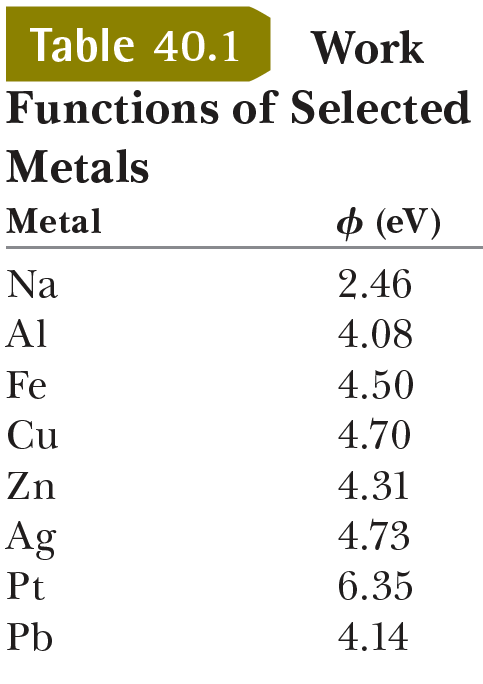 Table 40.1 Work
Functions of Selected
Metals
Metal ϕ (eV)
Na 2.46
Al 4.08
Fe 4.50
Cu 4.70
Zn 4.31
Ag 4.73
Pt 6.35
Pb 4.14